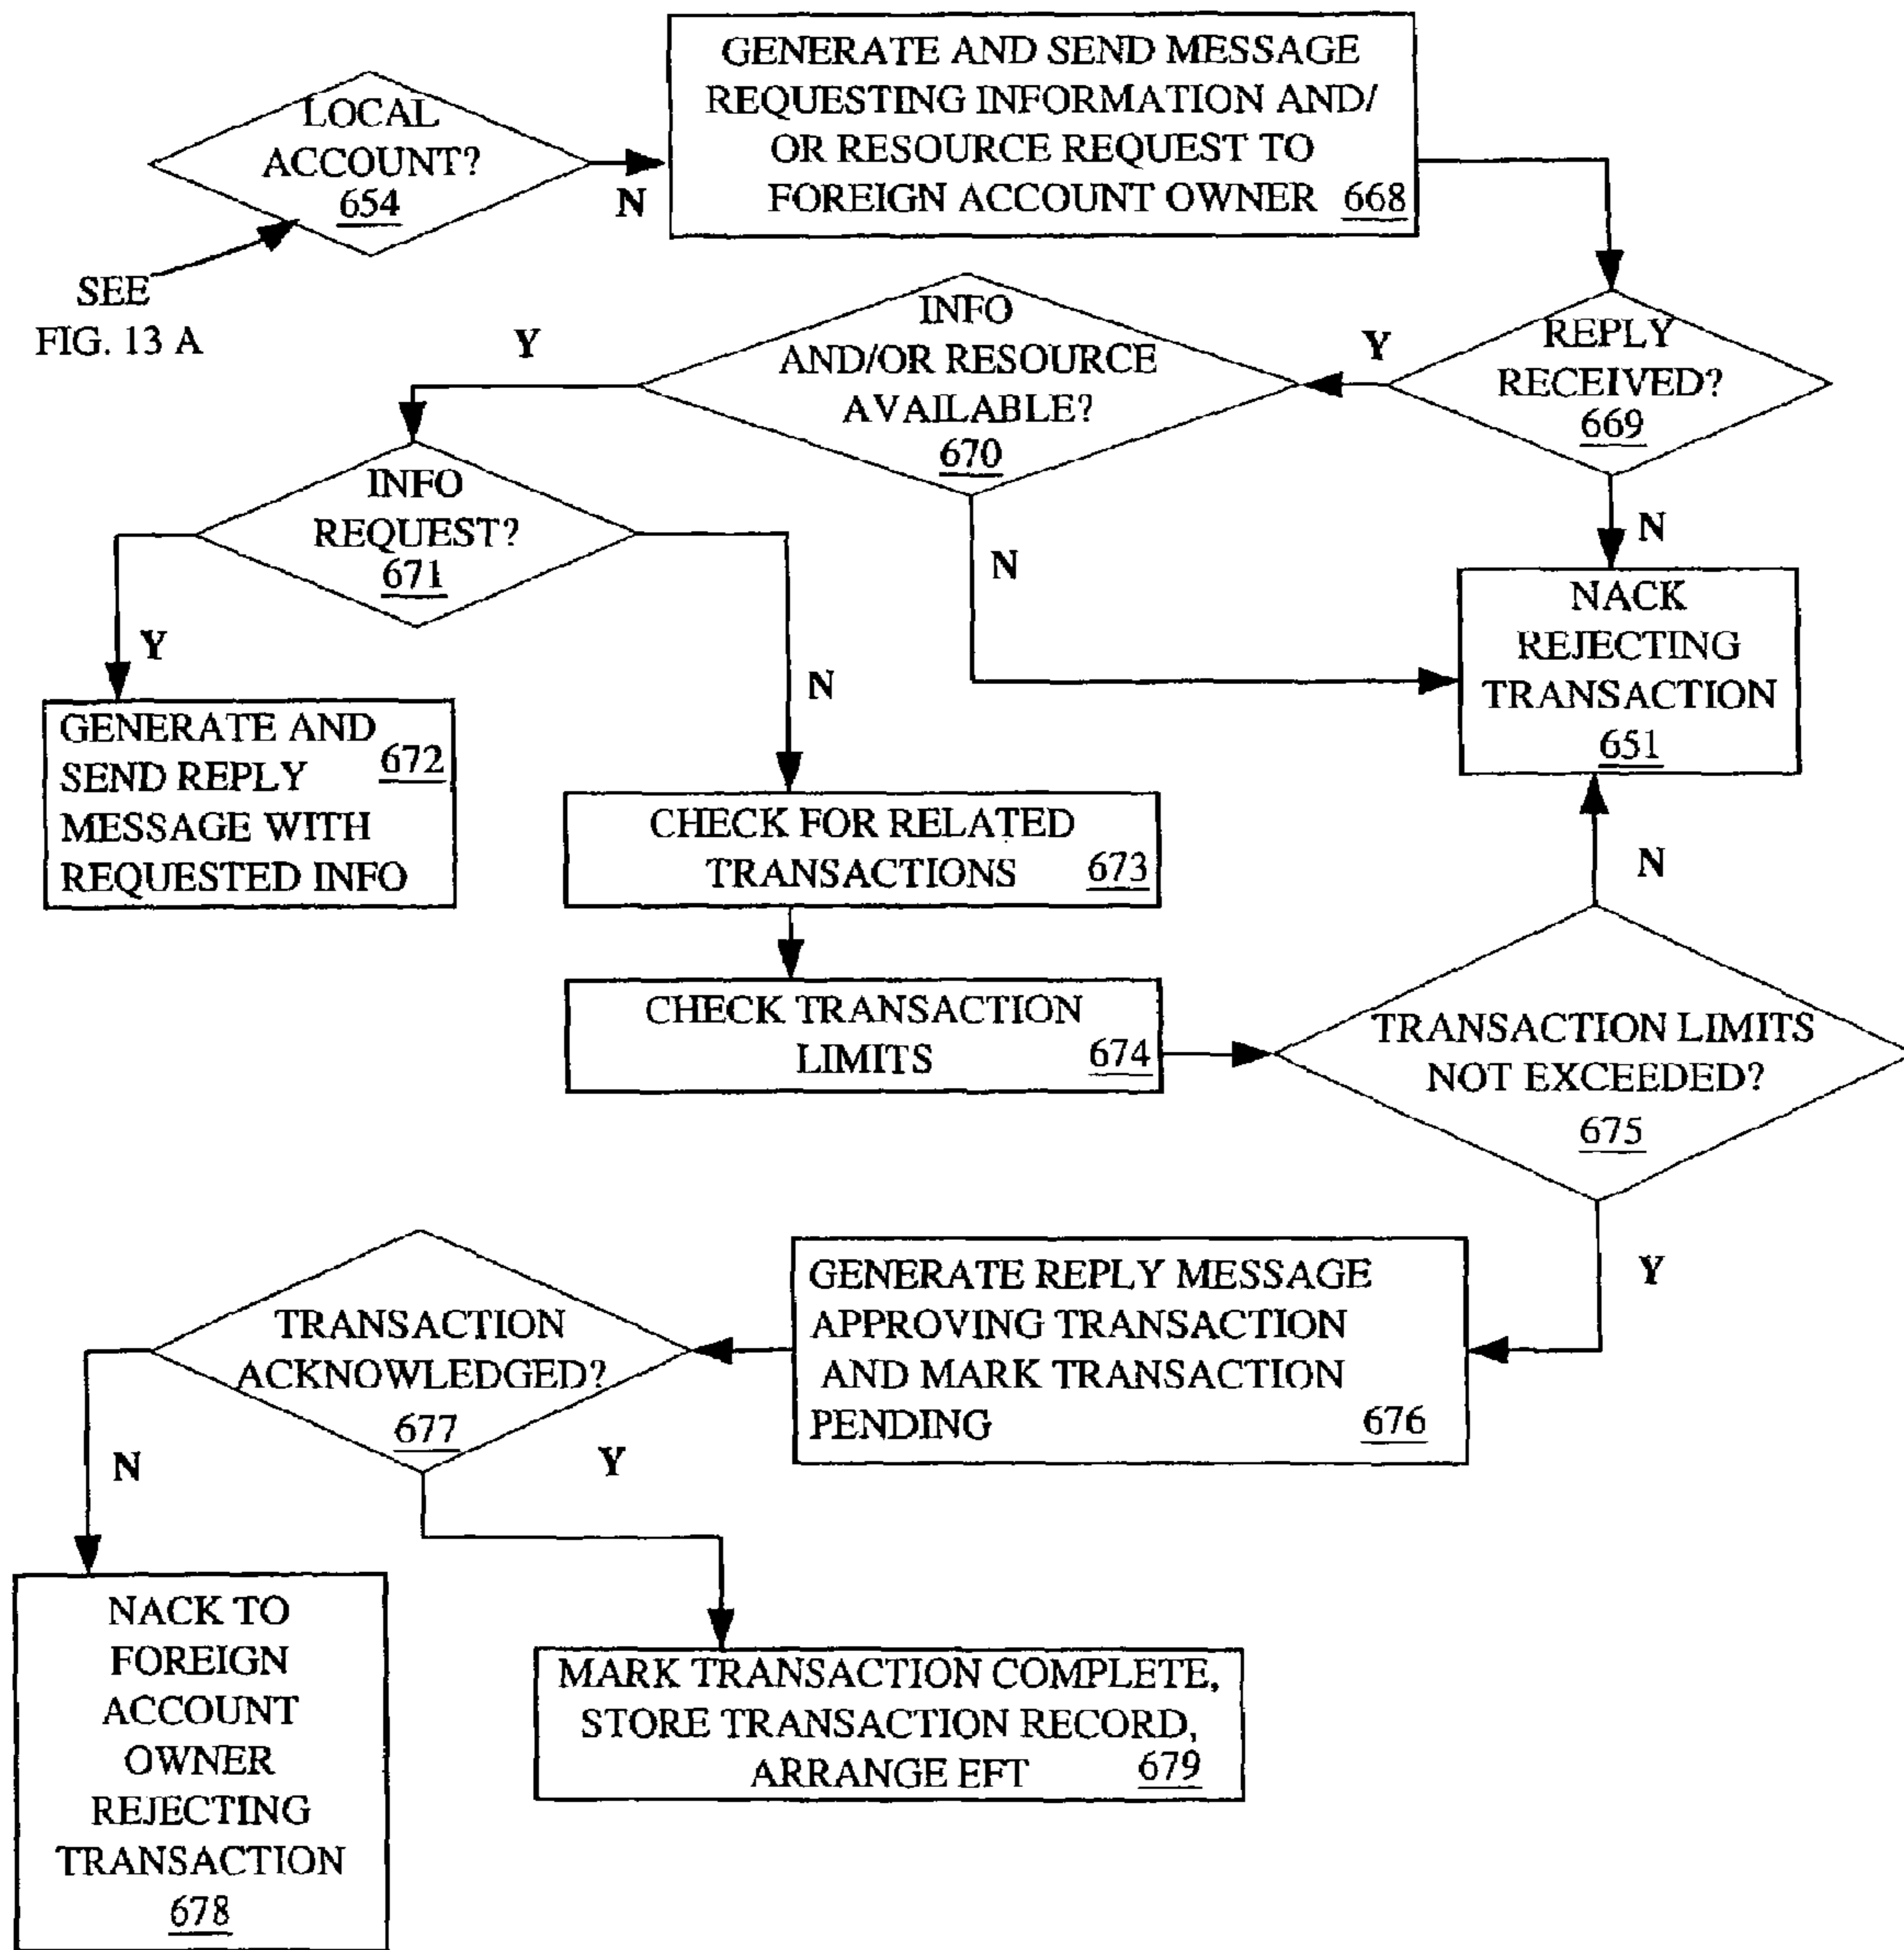 LOCAL
ACCOUNT?
654
N
SEE
FIG. 13 A
GENERATE AND SEND MESSAGE
REQUESTING INFORMATION AND/
OR RESOURCE REQUEST TO
FOREIGN ACCOUNT OWNER 668
REPLY
RECEIVED?
669
Y
N
INFO
AND/OR RESOURCE
AVAILABLE?
670
Y
N
INFO
REQUEST?
671
Y
N
NACK
REJECTING
TRANSACTION
651
GENERATE AND
SEND REPLY 672
MESSAGE WITH
REQUESTED INFO
CHECK FOR RELATED
TRANSACTIONS 673
CHECK TRANSACTION
LIMITS 674
TRANSACTION LIMITS
NOT EXCEEDED?
675
N
Y
GENERATE REPLY MESSAGE
APPROVING TRANSACTION
AND MARK TRANSACTION
PENDING 676
TRANSACTION
ACKNOWLEDGED?
677
N
Y
NACK TO
FOREIGN
ACCOUNT
OWNER
REJECTING
TRANSACTION
678
MARK TRANSACTION COMPLETE,
STORE TRANSACTION RECORD,
ARRANGE EFT 679